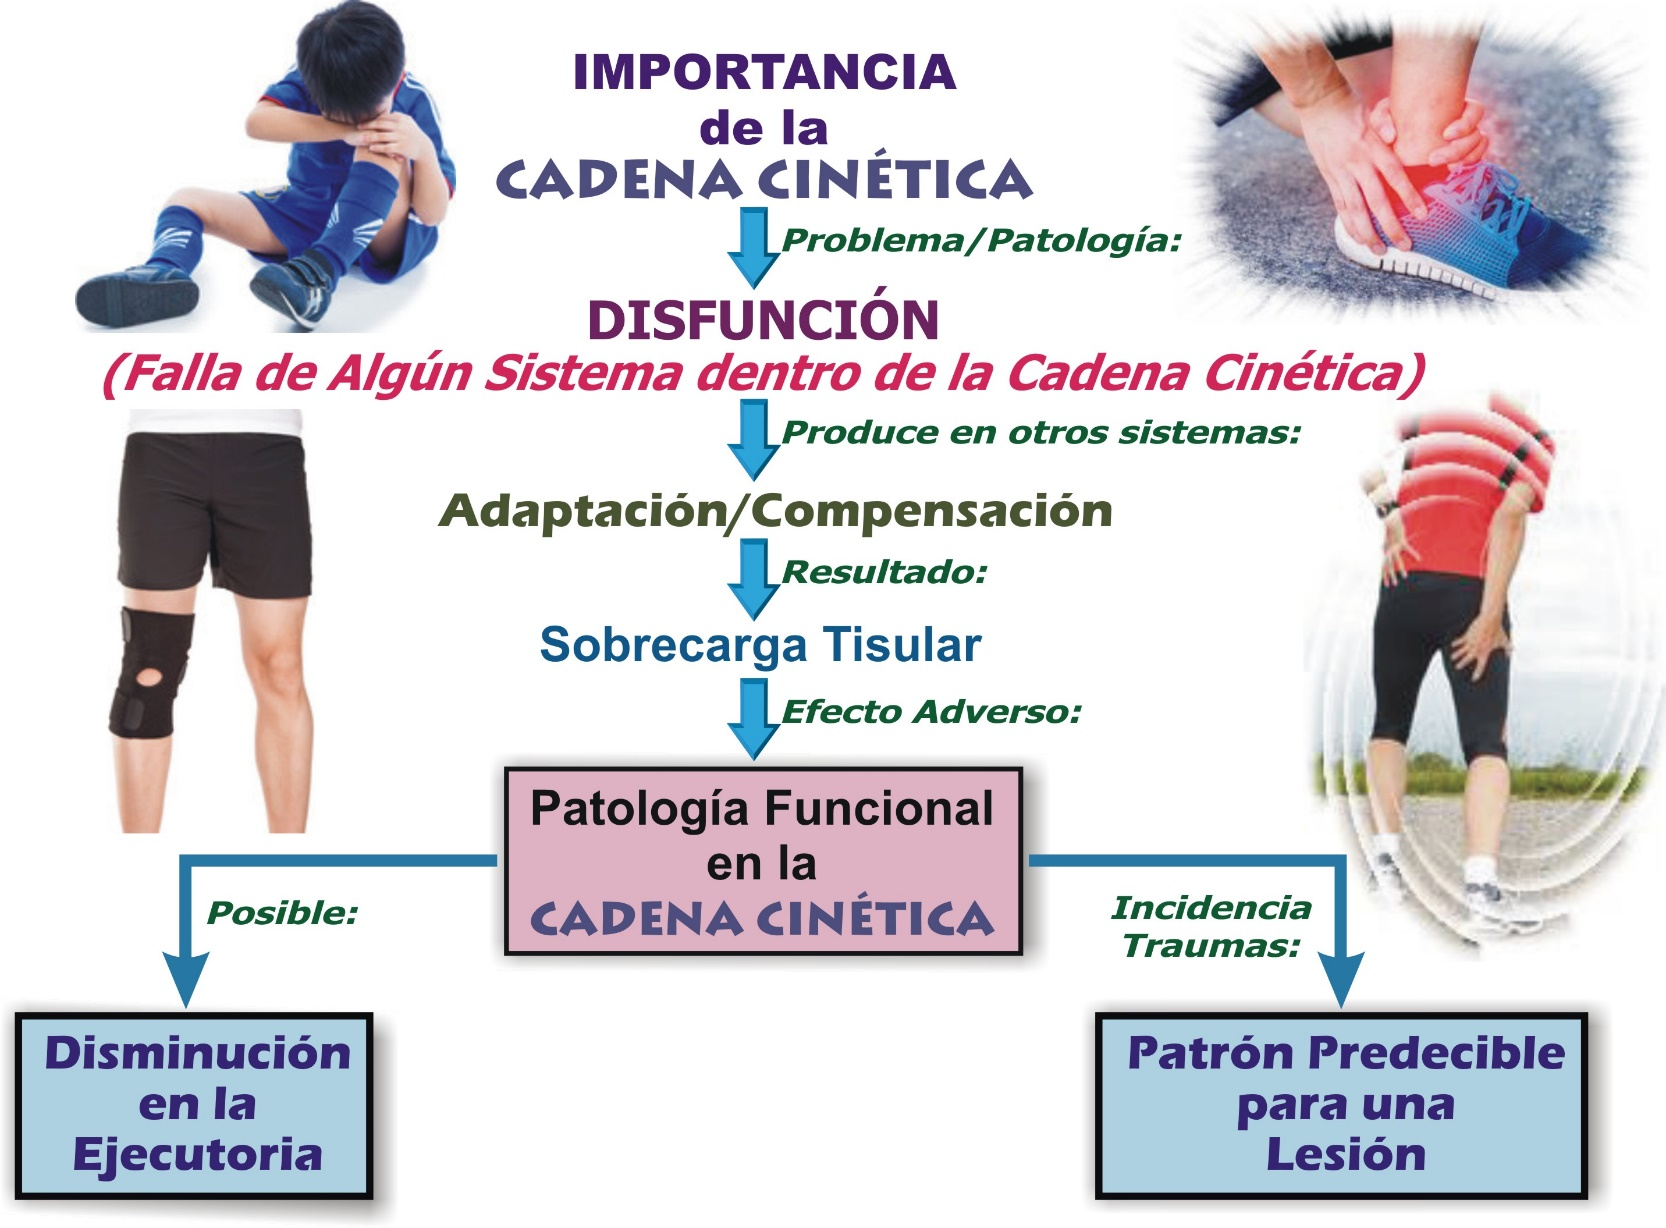 IMPORTANCIA
de la
CADENA CINÉTICA
Problema/Patología:
DISFUNCIÓN
(Falla de Algún Sistema dentro de la Cadena Cinética)
Produce en otros sistemas:
Adaptación/Compensación
Resultado:
Sobrecarga Tisular
Efecto Adverso:
Patología Funcional
en la
CADENA CINÉTICA
Posible:
Incidencia
Traumas:
Disminución
en la
Ejecutoria
Patrón Predecible
para una
Lesión